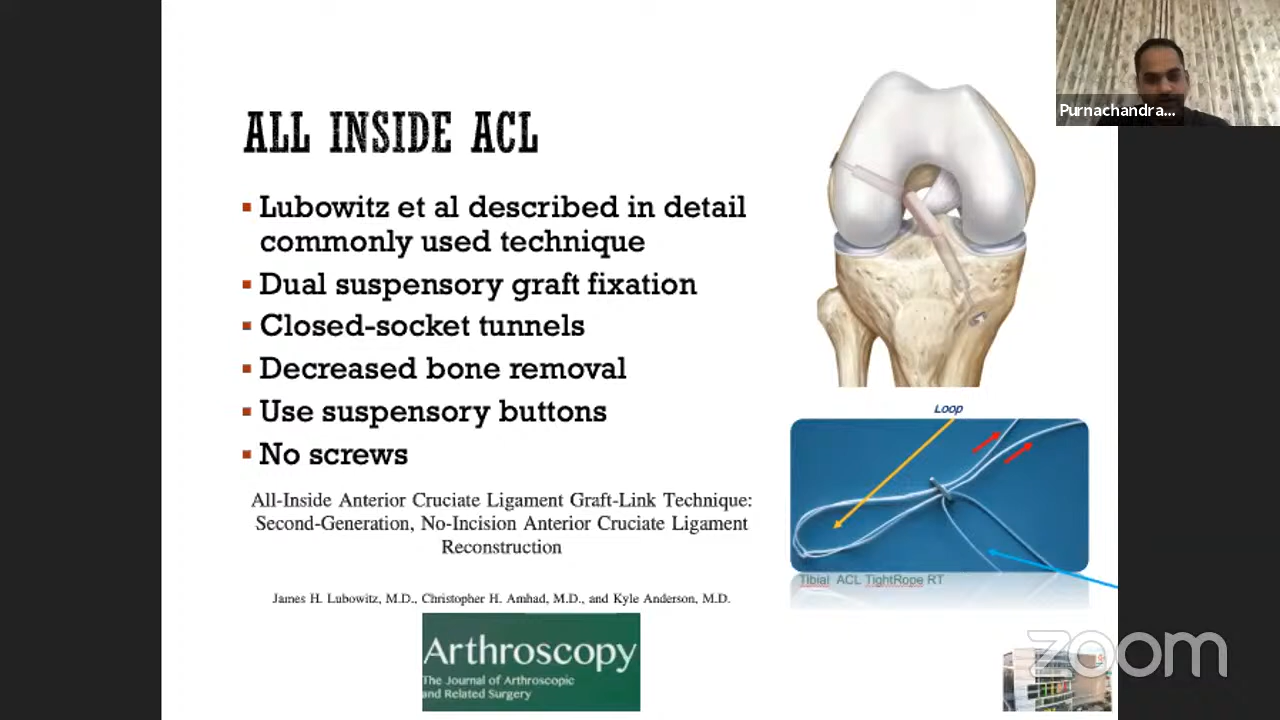 ALL INSIDE ACL
Lubowitz et al described in detail
commonly used technique
Dual suspensory graft fixation
Closed-socket tunnels
Decreased bone removal
Use suspensory buttons
No screws
All-Inside Anterior Cruciate Ligament Graft-Link Technique:
Second-Generation, No-Incision Anterior Cruciate Ligament
Reconstruction
James H. Lubowitz, M.D., Christopher H. Amhad, M.D., and Kyle Anderson, M.D.
Arthroscopy
The Journal of Arthroscopic
and Related Surgery
Purnachandra...
Loop
Tibial ACL TightRope RT
zoom